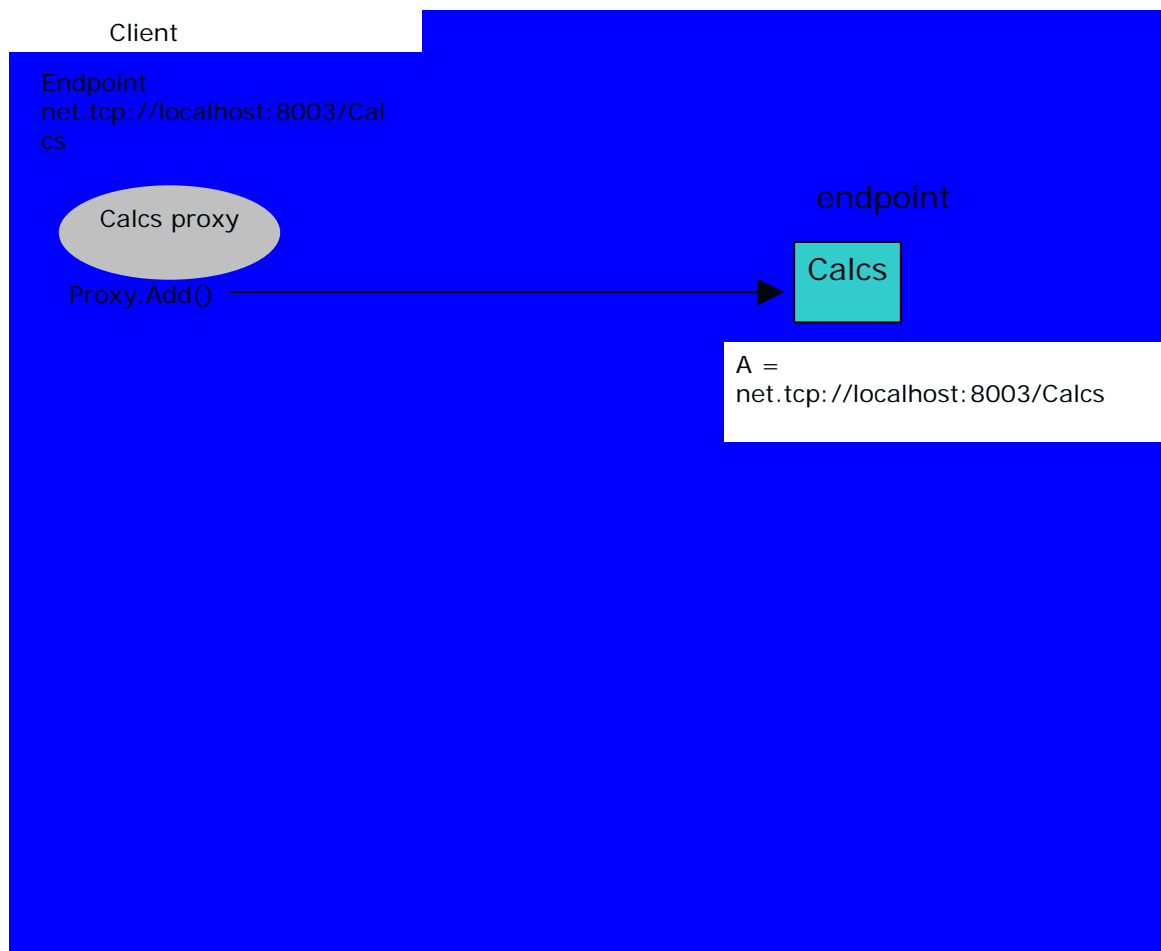 Client
Endpoint
net.tcp://localhost:8003/Cal
cs
endpoint
Calcs proxy
Calcs
Proxy.Add()
A =
net.tcp://localhost:8003/Calcs